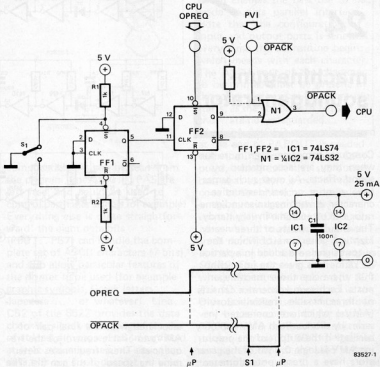 24
CPU
OPREQ
PVI
5 V
+
OPACK
5 V
+
R1
1k
S1
4
S
2
D
Q
5
3
CLK
FF1
Q
6
R
1
R2
1k
+
5 V
10
S
12
D
Q
9
11
CLK
FF2
Q
8
R
13
+
5 V
1
2
N1
3
OPACK
CPU
FF1,FF2 = IC1 = 74LS74
N1 = ¼IC2 = 74LS32
5 V
25 mA
+
14
14
IC1
C1
100n
IC2
7
7
0
OPREQ
OPACK
µP
S1
µP
83527-1